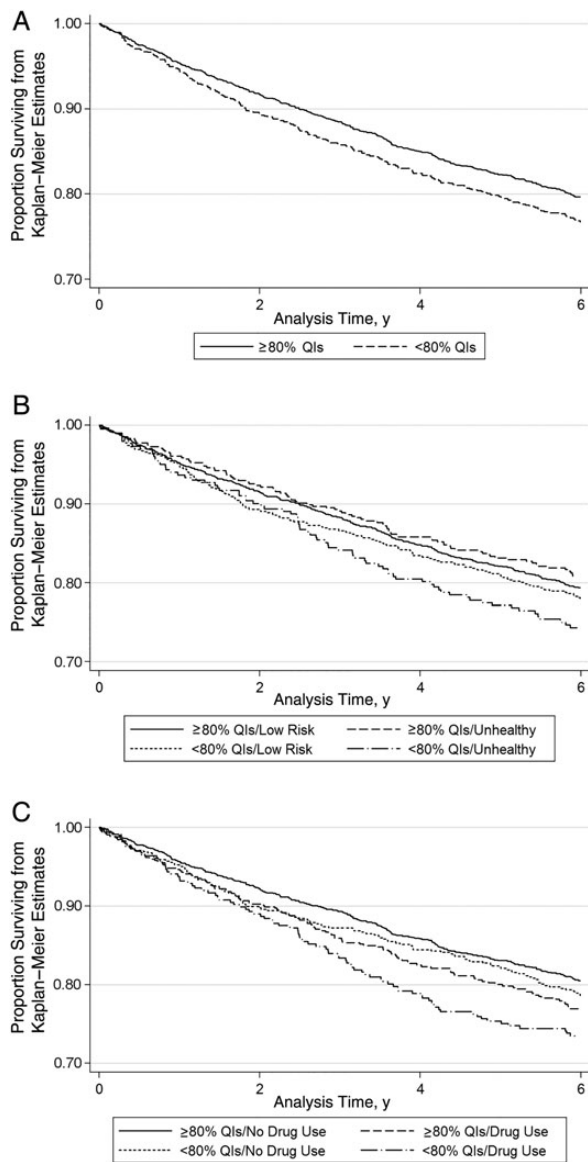 A
Proportion Surviving from
Kaplan−Meier Estimates
1.00
0.90
0.80
0.70
0
2
4
6
Analysis Time, y
≥80% QIs
<80% QIs
B
Proportion Surviving from
Kaplan−Meier Estimates
1.00
0.90
0.80
0.70
0
2
4
6
Analysis Time, y
≥80% QIs/Low Risk
≥80% QIs/Unhealthy
<80% QIs/Low Risk
<80% QIs/Unhealthy
C
Proportion Surviving from
Kaplan−Meier Estimates
1.00
0.90
0.80
0.70
0
2
4
6
Analysis Time, y
≥80% QIs/No Drug Use
≥80% QIs/Drug Use
<80% QIs/No Drug Use
<80% QIs/Drug Use